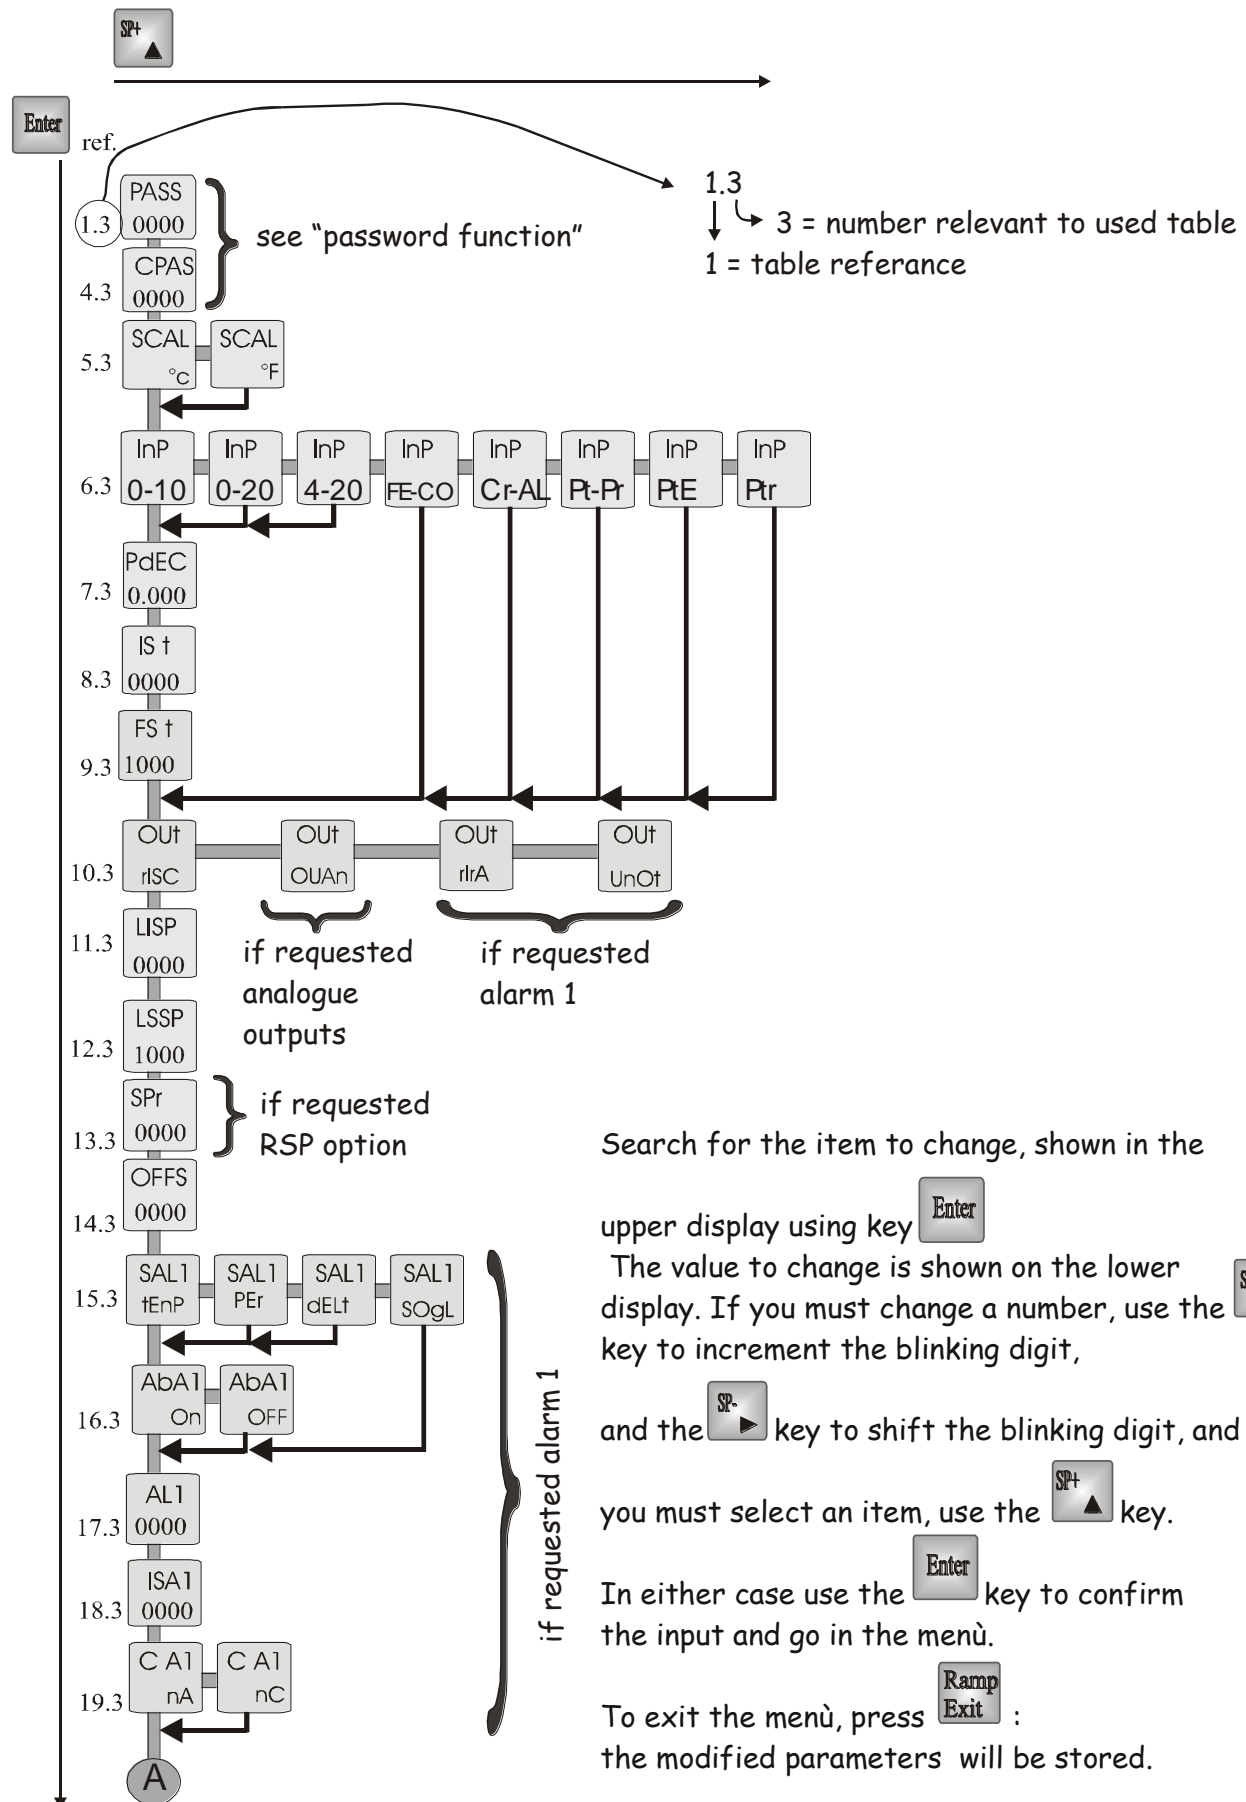 SP+
Enter
ref.
1.3
3 = number relevant to used table
1 = table referance
1.3
PASS
0000
see “password function”
4.3
CPAS
0000
5.3
SCAL SCAL
°C °F
6.3
InP InP InP InP InP InP InP InP
0-10 0-20 4-20 FE-CO Cr-AL Pt-Pr PtE Ptr
7.3
PdEC
0.000
8.3
IS t
0000
9.3
FS t
1000
10.3
OUt OUt OUt OUt
rISC OUAn rIrA UnOt
if requested
analogue
outputs
if requested
alarm 1
11.3
LISP
0000
12.3
LSSP
1000
13.3
SPr
0000
if requested
RSP option
14.3
OFFS
0000
15.3
SAL1 SAL1 SAL1 SAL1
tEnP PEr dELt SOgL
16.3
AbA1 AbA1
On OFF
17.3
AL1
0000
18.3
ISA1
0000
19.3
C A1 C A1
nA nC
A
if requested alarm 1
Search for the item to change, shown in the
upper display using key Enter
The value to change is shown on the lower
display. If you must change a number, use the
key to increment the blinking digit,
and the SP- key to shift the blinking digit, and
you must select an item, use the SP+ key.
In either case use the Enter key to confirm
the input and go in the menù.
To exit the menù, press Ramp Exit :
the modified parameters will be stored.